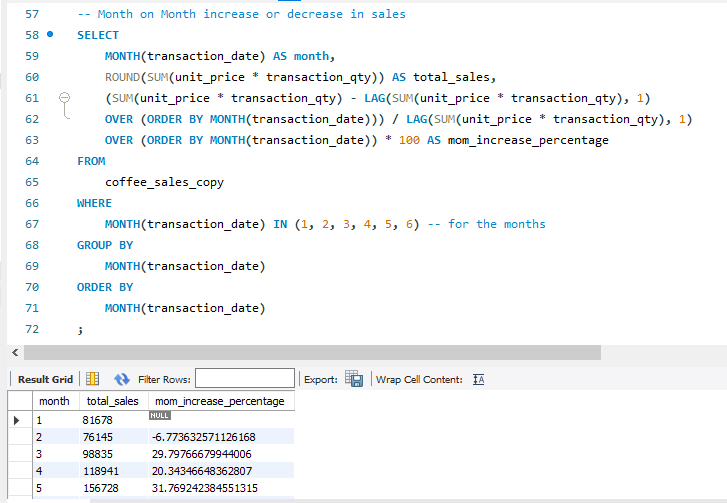 57 -- Month on Month increase or decrease in sales
58 SELECT
59 MONTH(transaction_date) AS month,
60 ROUND(SUM(unit_price * transaction_qty)) AS total_sales,
61 (SUM(unit_price * transaction_qty) - LAG(SUM(unit_price * transaction_qty), 1)
62 OVER (ORDER BY MONTH(transaction_date))) / LAG(SUM(unit_price * transaction_qty), 1)
63 OVER (ORDER BY MONTH(transaction_date)) * 100 AS mom_increase_percentage
64 FROM
65 coffee_sales_copy
66 WHERE
67 MONTH(transaction_date) IN (1, 2, 3, 4, 5, 6) -- for the months
68 GROUP BY
69 MONTH(transaction_date)
70 ORDER BY
71 MONTH(transaction_date)
72 ;
Result Grid Filter Rows: Export: Wrap Cell Content: IA
month total_sales mom_increase_percentage
1 81678 NULL
2 76145 -6.773632571126168
3 98835 29.79766679944006
4 118941 20.34346648362807
5 156728 31.769242384551315